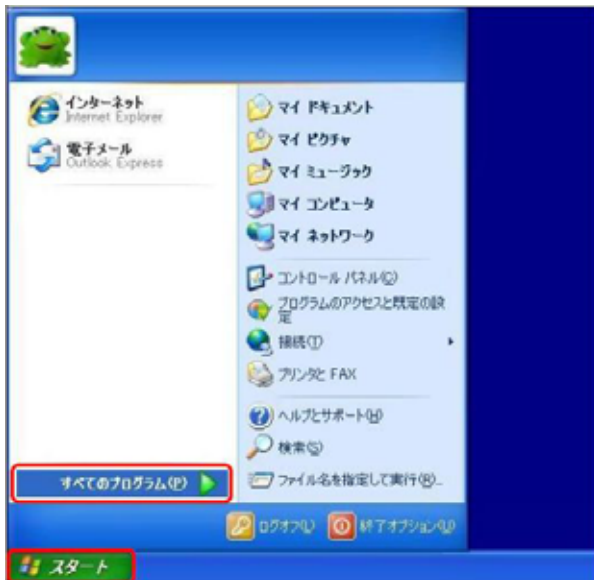 インターネット
Internet Explorer
電子メール
Outlook Express
マイ ドキュメント
マイ ピクチャ
マイ ミュージック
マイ コンピュータ
マイ ネットワーク
コントロール パネル(C)
プログラムのアクセスと既定の設
定
接続(T)
プリンタと FAX
ヘルプとサポート(H)
検索(S)
ファイル名を指定して実行(R)...
すべてのプログラム(P)
ログオフ(L)
終了オプション(U)
スタート